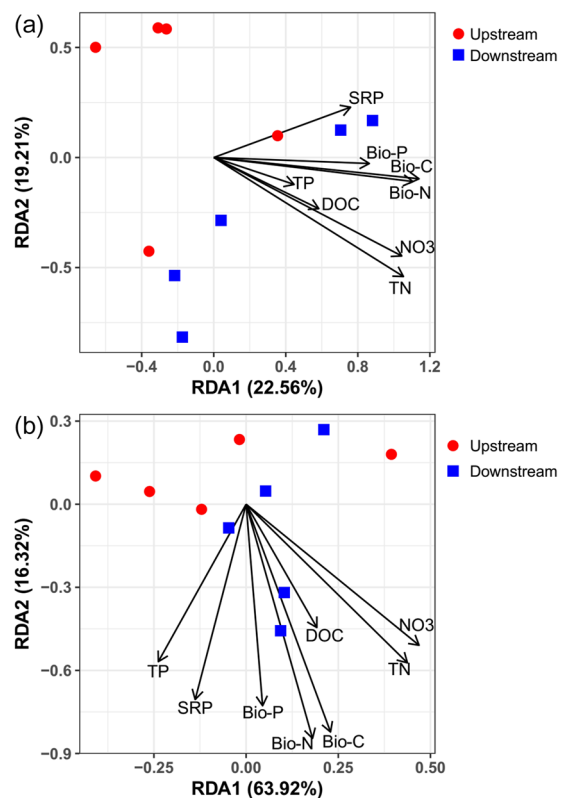 (a)
Upstream
Downstream
0.5
0.0
−0.5
RDA2 (19.21%)
SRP
Bio-P
Bio-C
Bio-N
TP
DOC
NO3
TN
−0.4
0.0
0.4
0.8
1.2
RDA1 (22.56%)
(b)
Upstream
Downstream
0.3
0.0
−0.3
−0.6
−0.9
RDA2 (16.32%)
NO3
DOC
TN
TP
SRP
Bio-P
Bio-N
Bio-C
−0.25
0.00
0.25
0.50
RDA1 (63.92%)